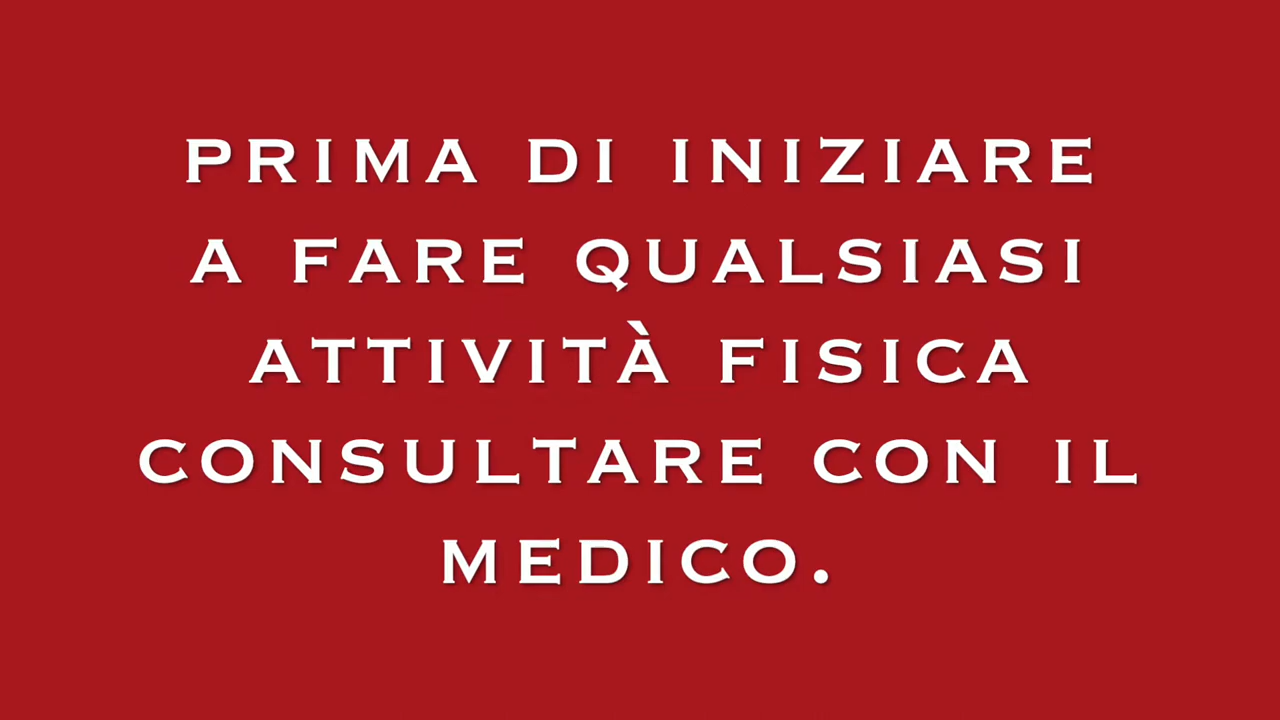 PRIMA DI INIZIARE
A FARE QUALSIASI
ATTIVITÀ FISICA
CONSULTARE CON IL
MEDICO.